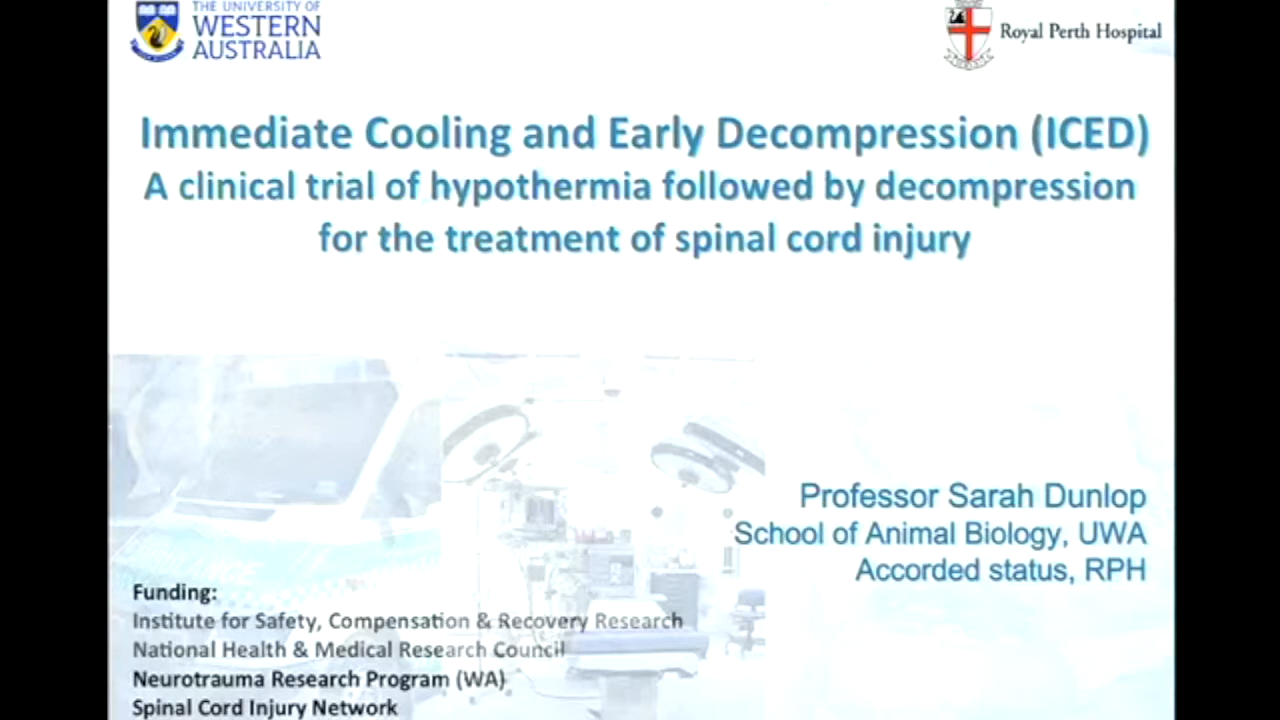 THE UNIVERSITY OF
WESTERN
AUSTRALIA
Royal Perth Hospital
Immediate Cooling and Early Decompression (ICED)
A clinical trial of hypothermia followed by decompression
for the treatment of spinal cord injury
Professor Sarah Dunlop
School of Animal Biology, UWA
Accorded status, RPH
Funding:
Institute for Safety, Compensation & Recovery Research
National Health & Medical Research Council
Neurotrauma Research Program (WA)
Spinal Cord Injury Network